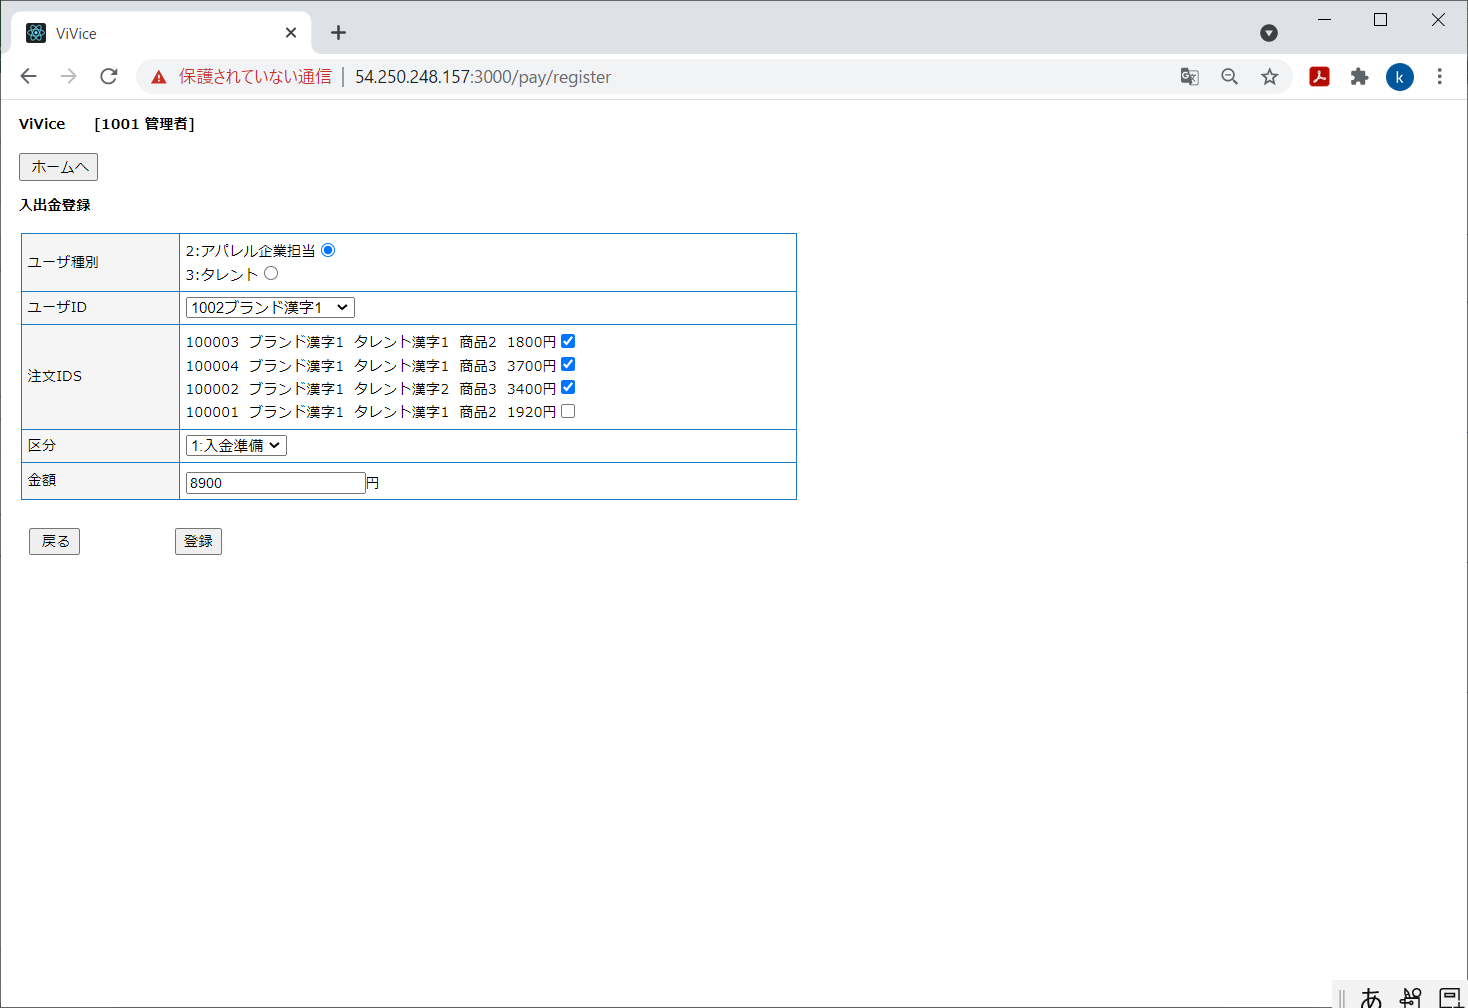 ViVice
保護されていない通信 | 54.250.248.157:3000/pay/register
k
ViVice [1001 管理者]
ホームへ
入出金登録
ユーザ種別
2:アパレル企業担当
3:タレント
ユーザID
1002ブランド漢字1
注文IDS
100003 ブランド漢字1 タレント漢字1 商品2 1800円
100004 ブランド漢字1 タレント漢字1 商品3 3700円
100002 ブランド漢字1 タレント漢字2 商品3 3400円
100001 ブランド漢字1 タレント漢字1 商品2 1920円
区分
1:入金準備
金額
8900円
戻る
登録
あ